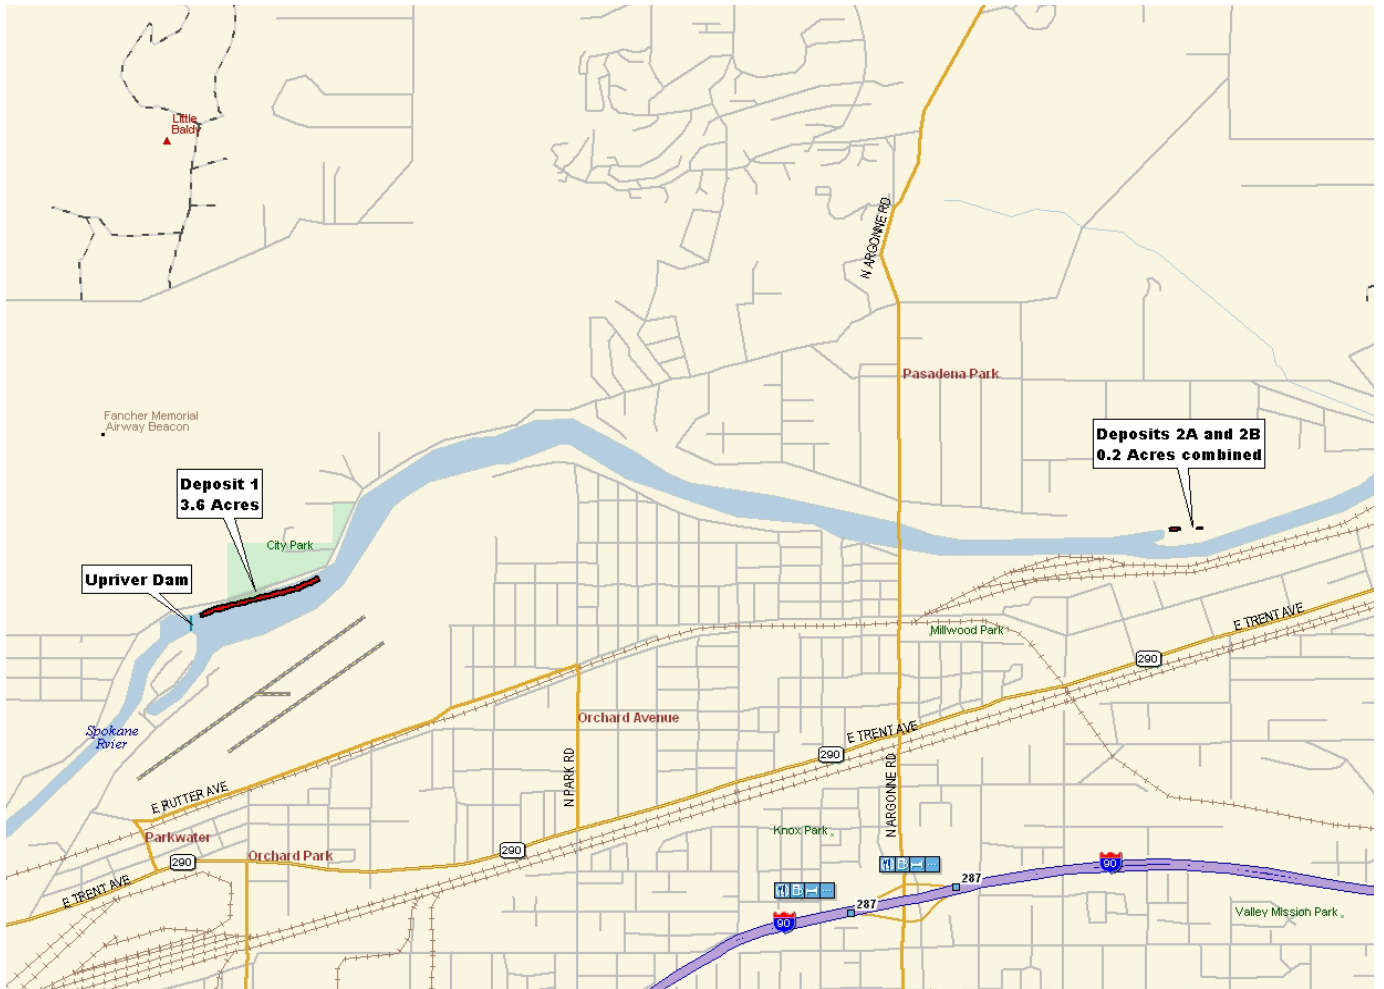 Little
Baldy
N ARGONNE RD
Pasadena Park
Fancher Memorial
Airway Beacon
Deposits 2A and 2B
0.2 Acres combined
Deposit 1
3.6 Acres
City Park
Upriver Dam
E TRENT AVE
Millwood Park
290
Orchard Avenue
Spokane
Rvier
E TRENT AVE
290
N PARK RD
N ARGONNE RD
E RUTTER AVE
Knox Park
Parkwater
290
Orchard Park
290
90
287
E TRENT AVE
287
90
Valley Mission Park